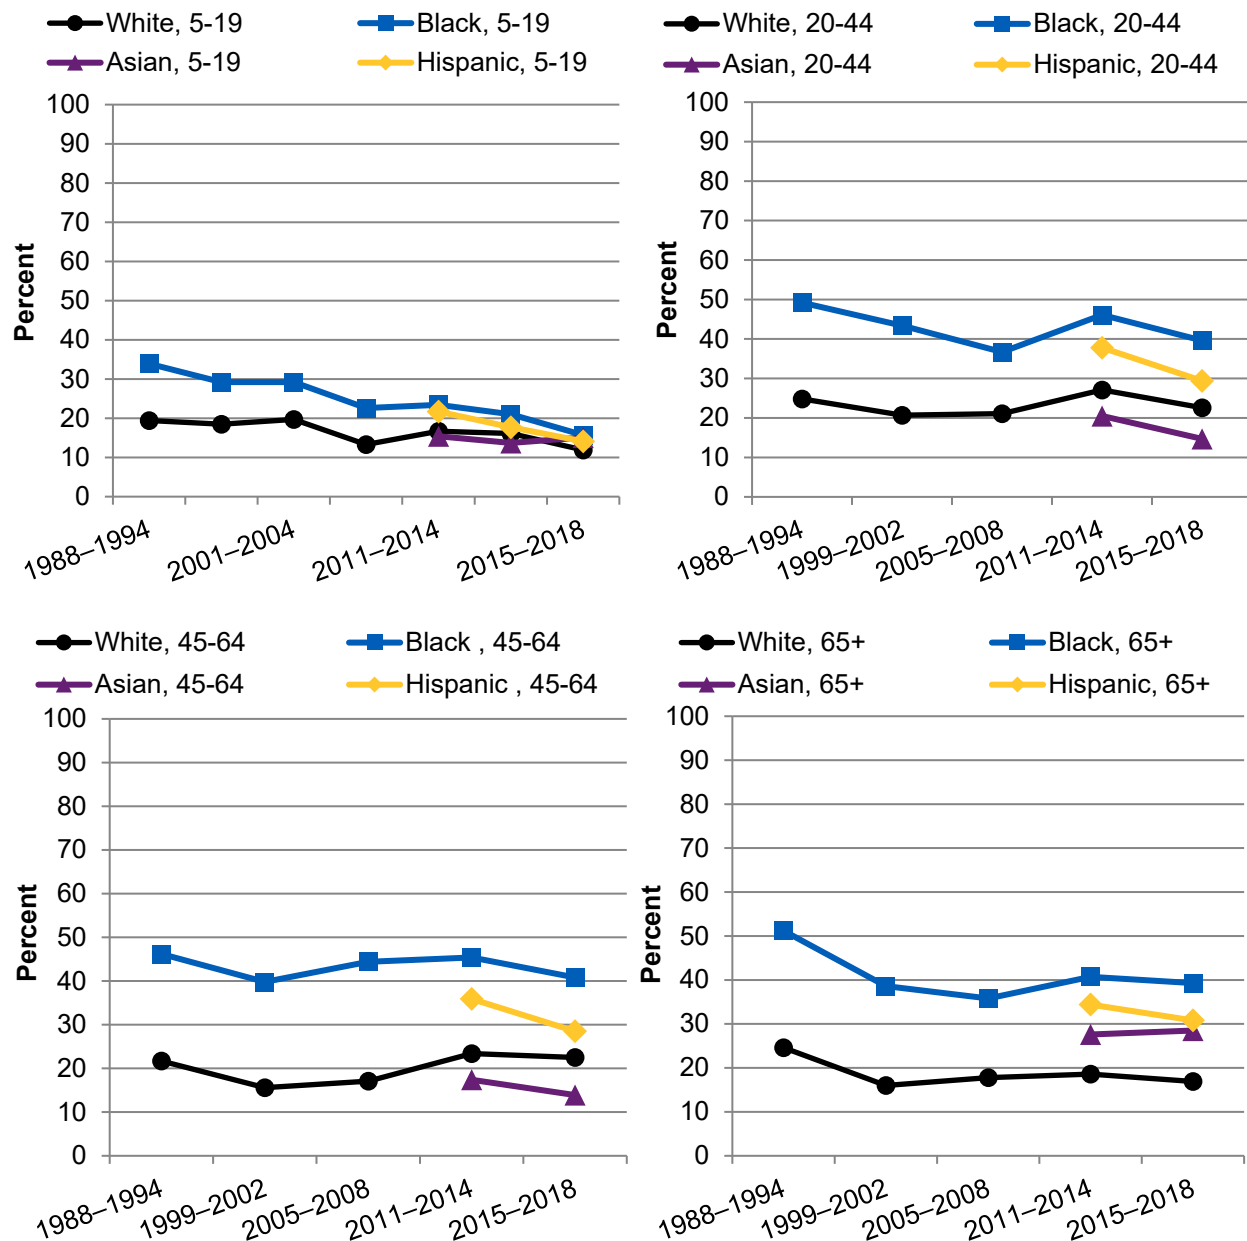 White, 5-19 Black, 5-19
Asian, 5-19 Hispanic, 5-19
100
90
80
70
60
50
40
30
20
10
0
Percent
1988–1994 2001–2004 2011–2014 2015–2018
White, 20-44 Black, 20-44
Asian, 20-44 Hispanic, 20-44
100
90
80
70
60
50
40
30
20
10
0
Percent
1988–1994 1999–2002 2005–2008 2011–2014 2015–2018
White, 45-64 Black , 45-64
Asian, 45-64 Hispanic , 45-64
100
90
80
70
60
50
40
30
20
10
0
Percent
1988–1994 1999–2002 2005–2008 2011–2014 2015–2018
White, 65+ Black, 65+
Asian, 65+ Hispanic, 65+
100
90
80
70
60
50
40
30
20
10
0
Percent
1988–1994 1999–2002 2005–2008 2011–2014 2015–2018